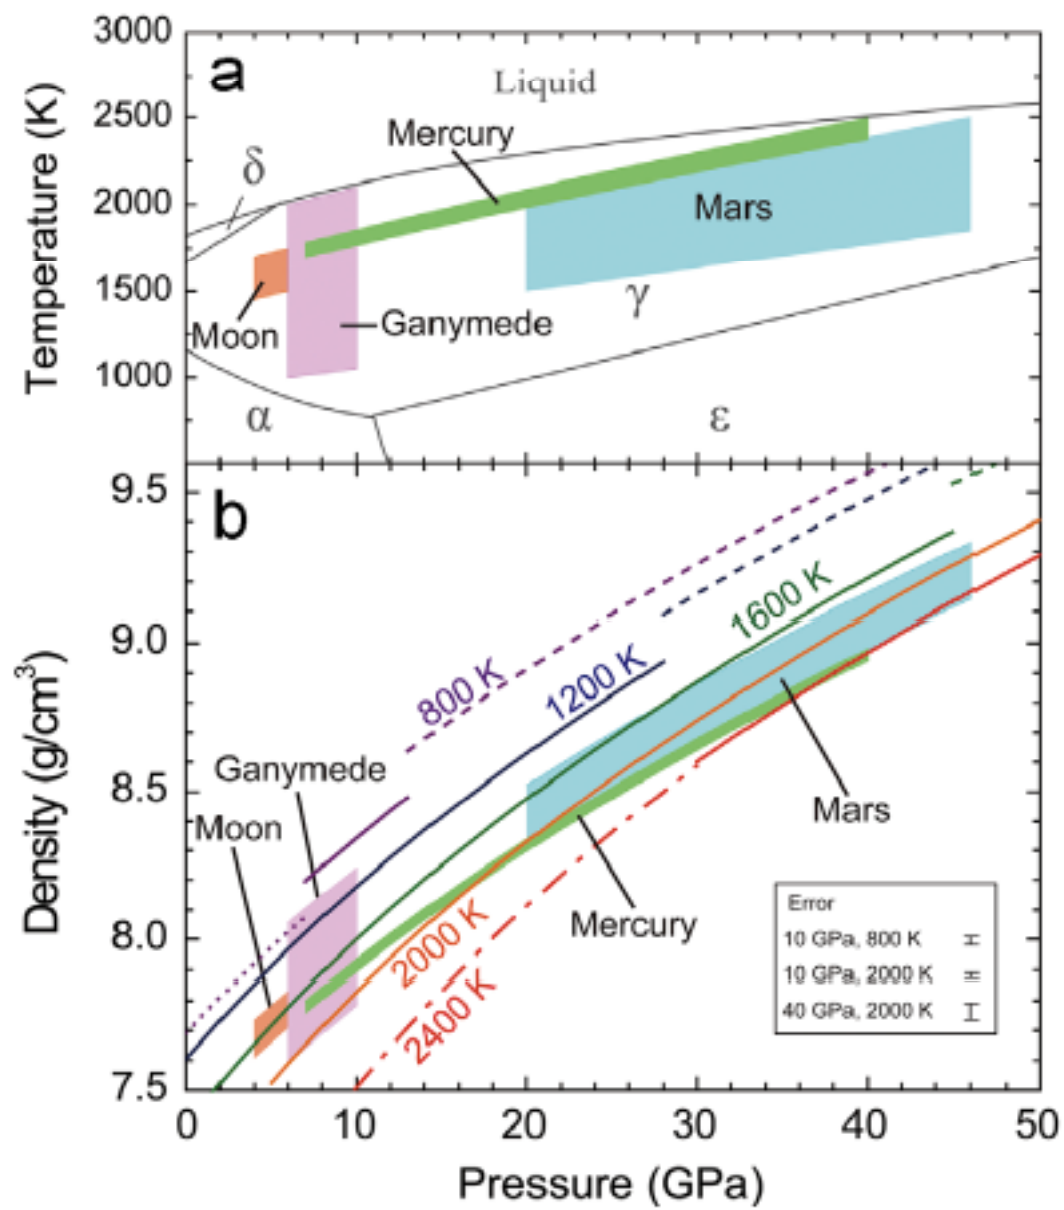 a
Temperature (K)
3000
2500
2000
1500
1000
Liquid
Mercury
δ
Mars
Moon
Ganymede
γ
α
ε
b
Density (g/cm³)
9.5
9.0
8.5
8.0
7.5
800 K
1200 K
1600 K
2000 K
2400 K
Ganymede
Moon
Mars
Mercury
Error
10 GPa, 800 K
10 GPa, 2000 K
40 GPa, 2000 K
0 10 20 30 40 50
Pressure (GPa)